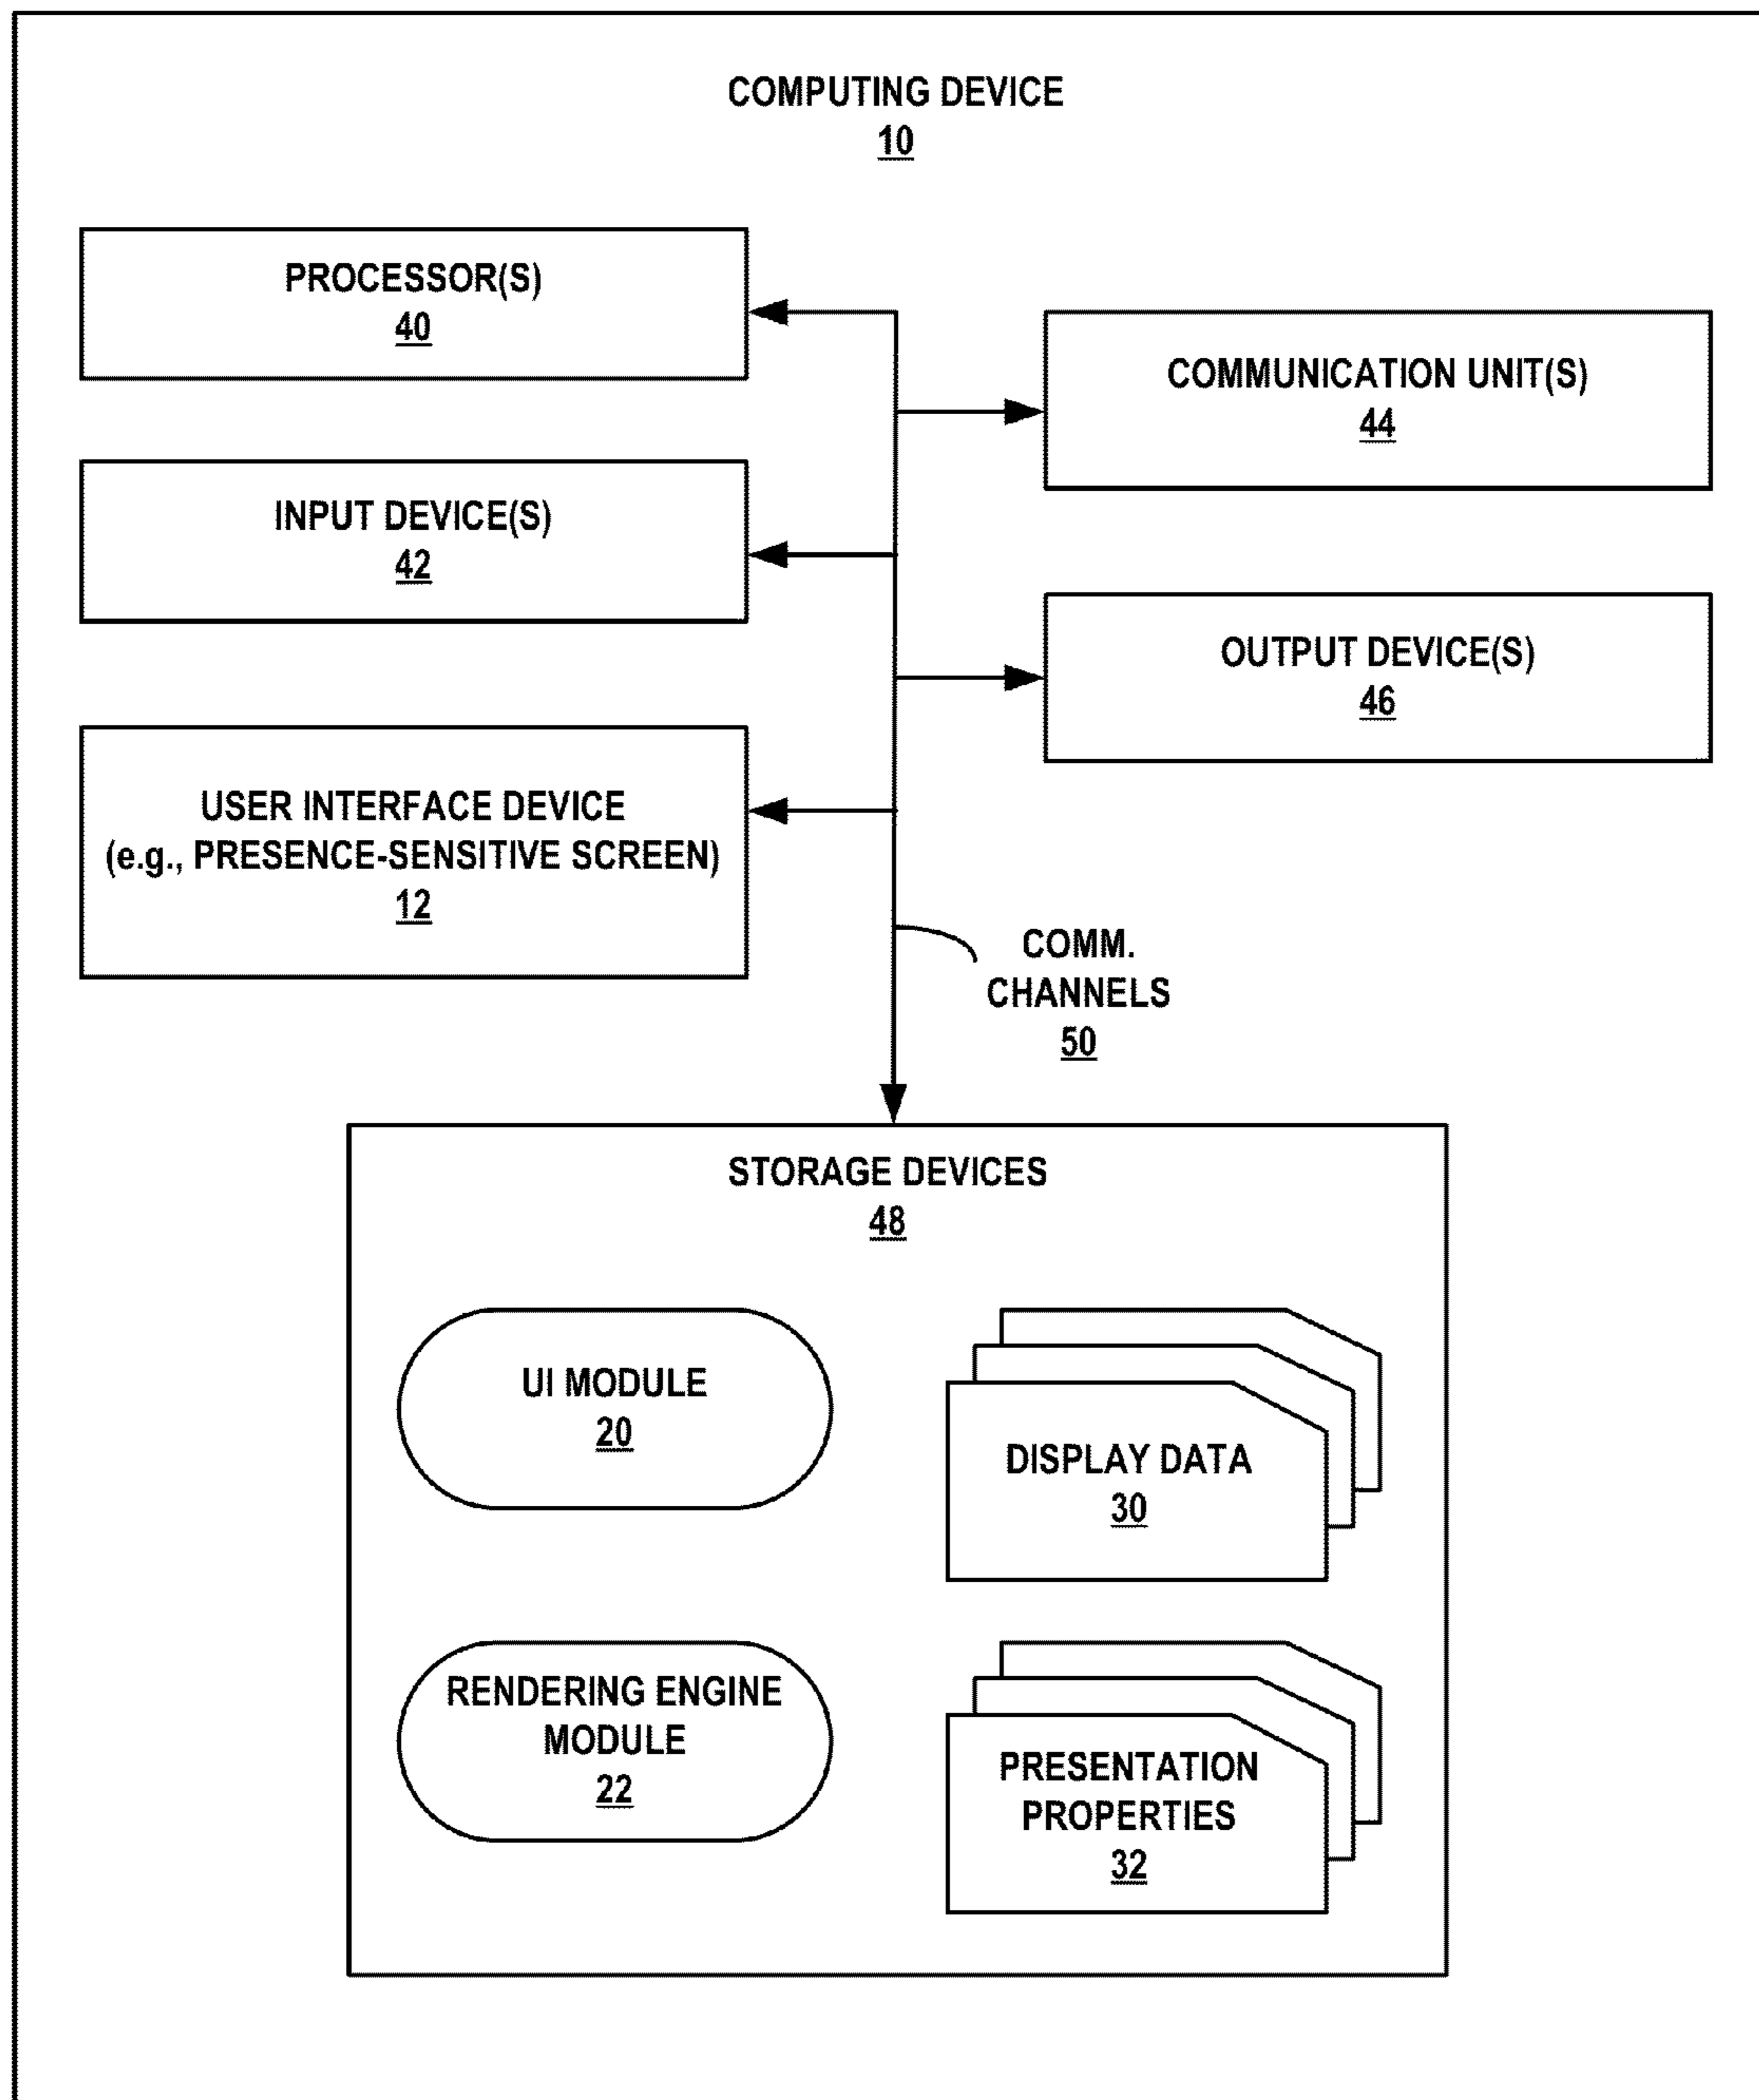 COMPUTING DEVICE
10
PROCESSOR(S)
40
COMMUNICATION UNIT(S)
44
INPUT DEVICE(S)
42
OUTPUT DEVICE(S)
46
USER INTERFACE DEVICE
(e.g., PRESENCE-SENSITIVE SCREEN)
12
COMM.
CHANNELS
50
STORAGE DEVICES
48
UI MODULE
20
DISPLAY DATA
30
RENDERING ENGINE
MODULE
22
PRESENTATION
PROPERTIES
32